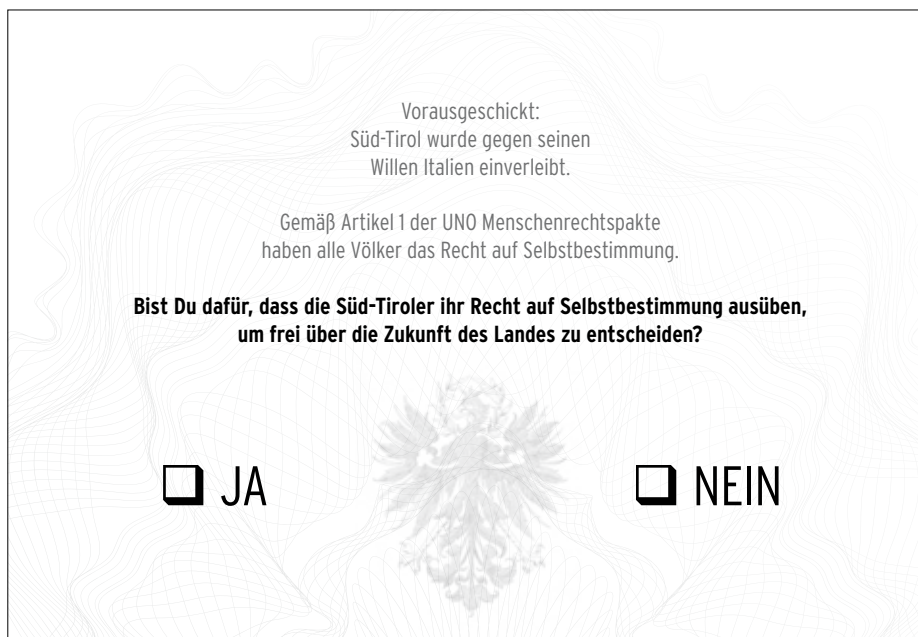 Vorausgeschickt:
Süd-Tirol wurde gegen seinen
Willen Italien einverleibt.
Gemäß Artikel 1 der UNO Menschenrechtspakte
haben alle Völker das Recht auf Selbstbestimmung.
Bist Du dafür, dass die Süd-Tiroler ihr Recht auf Selbstbestimmung ausüben,
um frei über die Zukunft des Landes zu entscheiden?
JA NEIN